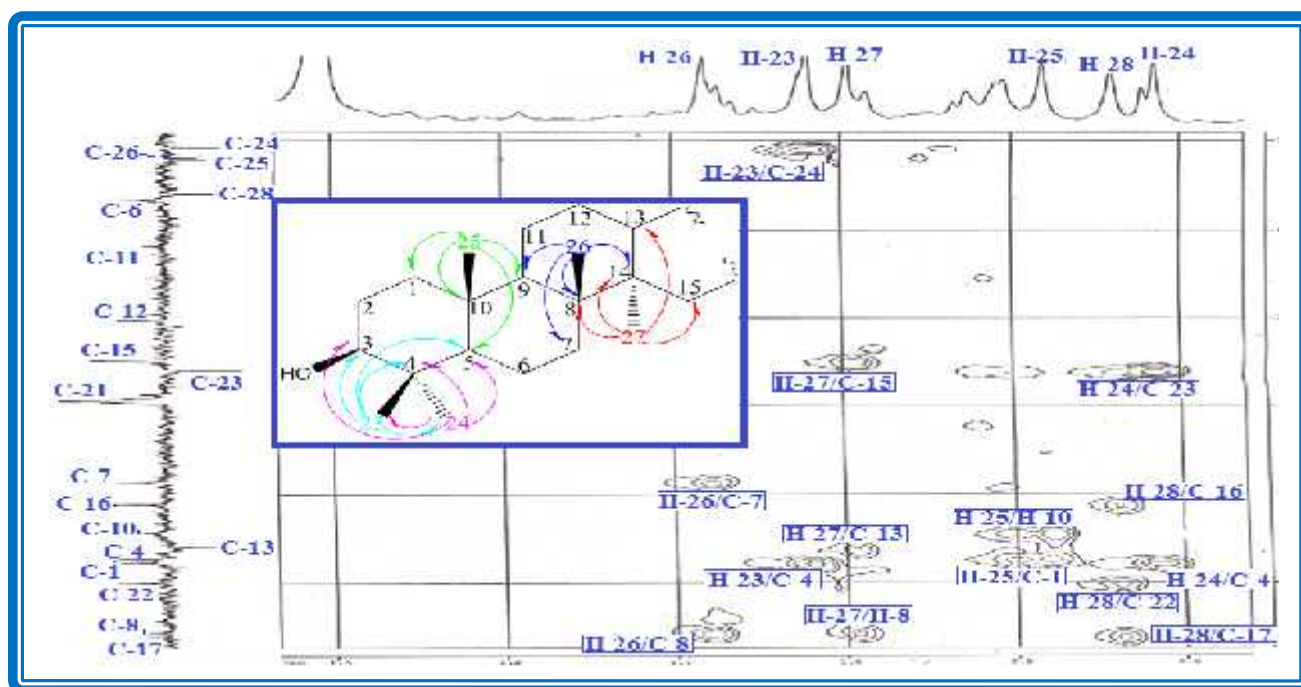 H 26 H-23 H 27 H-25 H 28 H-24
C-24
C-26
C-25
C-28
C-6
C-11
C 12
C-15
C-23
C-21
C 7
C 16
C-10
C-13
C 4
C-1
C 22
C-8,
C-17
H-23/C-24
H-27/C-15
H 24/C 23
H-26/C-7
H 28/C 16
H 25/H 10
H 27/C 13
H 23/C 4
H-25/C-1
H 24/C 4
H 28/C 22
H-27/H-8
H 26/C 8
H-28/C-17
12 13
11
25 26
14
1 9 15
2 10 8
27
3 7
4 5 6
HO
24